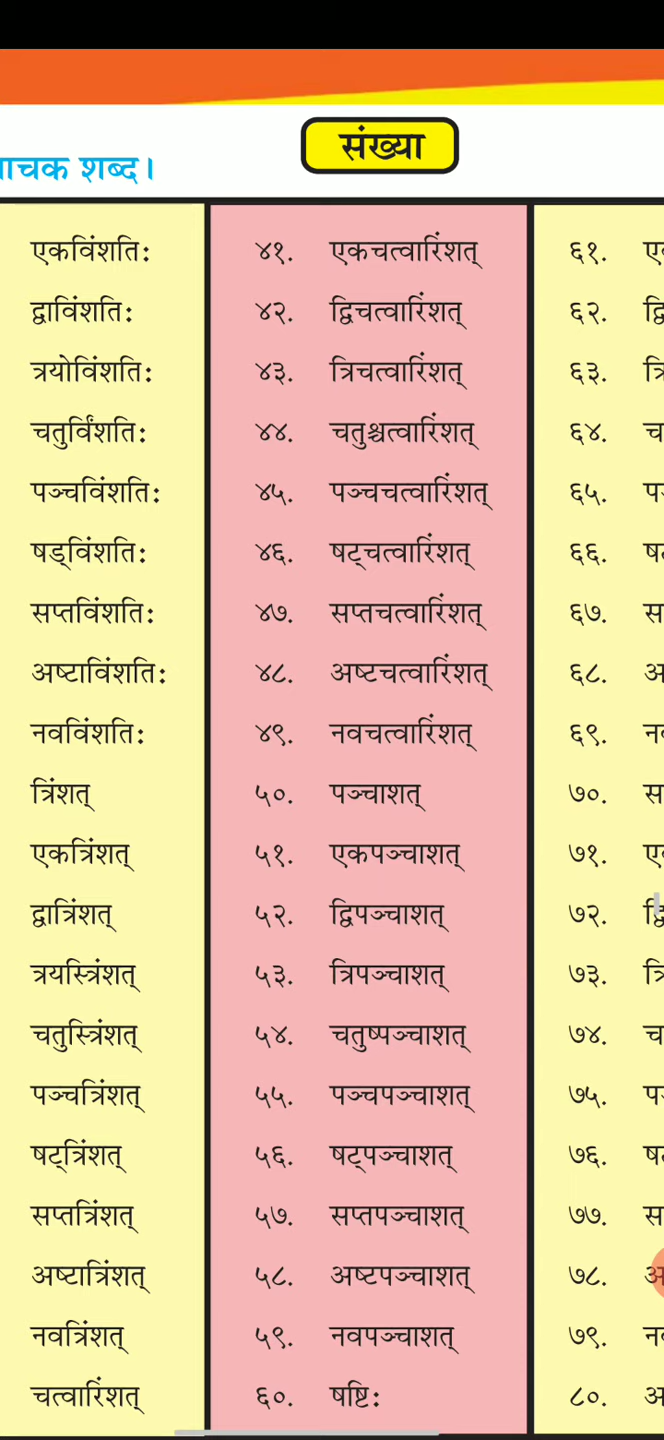 संख्या
वाचक शब्द।
एकविंशतिः ४१. एकचत्वारिंशत् ६१.
द्वाविंशतिः ४२. द्विचत्वारिंशत् ६२.
त्रयोविंशतिः ४३. त्रिचत्वारिंशत् ६३.
चतुर्विंशतिः ४४. चतुश्चत्वारिंशत् ६४.
पञ्चविंशतिः ४५. पञ्चचत्वारिंशत् ६५.
षड्विंशतिः ४६. षट्चत्वारिंशत् ६६.
सप्तविंशतिः ४७. सप्तचत्वारिंशत् ६७.
अष्टाविंशतिः ४८. अष्टचत्वारिंशत् ६८.
नवविंशतिः ४९. नवचत्वारिंशत् ६९.
त्रिंशत् ५०. पञ्चाशत् ७०.
एकत्रिंशत् ५१. एकपञ्चाशत् ७१.
द्वात्रिंशत् ५२. द्विपञ्चाशत् ७२.
त्रयस्त्रिंशत् ५३. त्रिपञ्चाशत् ७३.
चतुस्त्रिंशत् ५४. चतुष्पञ्चाशत् ७४.
पञ्चत्रिंशत् ५५. पञ्चपञ्चाशत् ७५.
षट्त्रिंशत् ५६. षट्पञ्चाशत् ७६.
सप्तत्रिंशत् ५७. सप्तपञ्चाशत् ७७.
अष्टात्रिंशत् ५८. अष्टपञ्चाशत् ७८.
नवत्रिंशत् ५९. नवपञ्चाशत् ७९.
चत्वारिंशत् ६०. षष्टिः ८०.